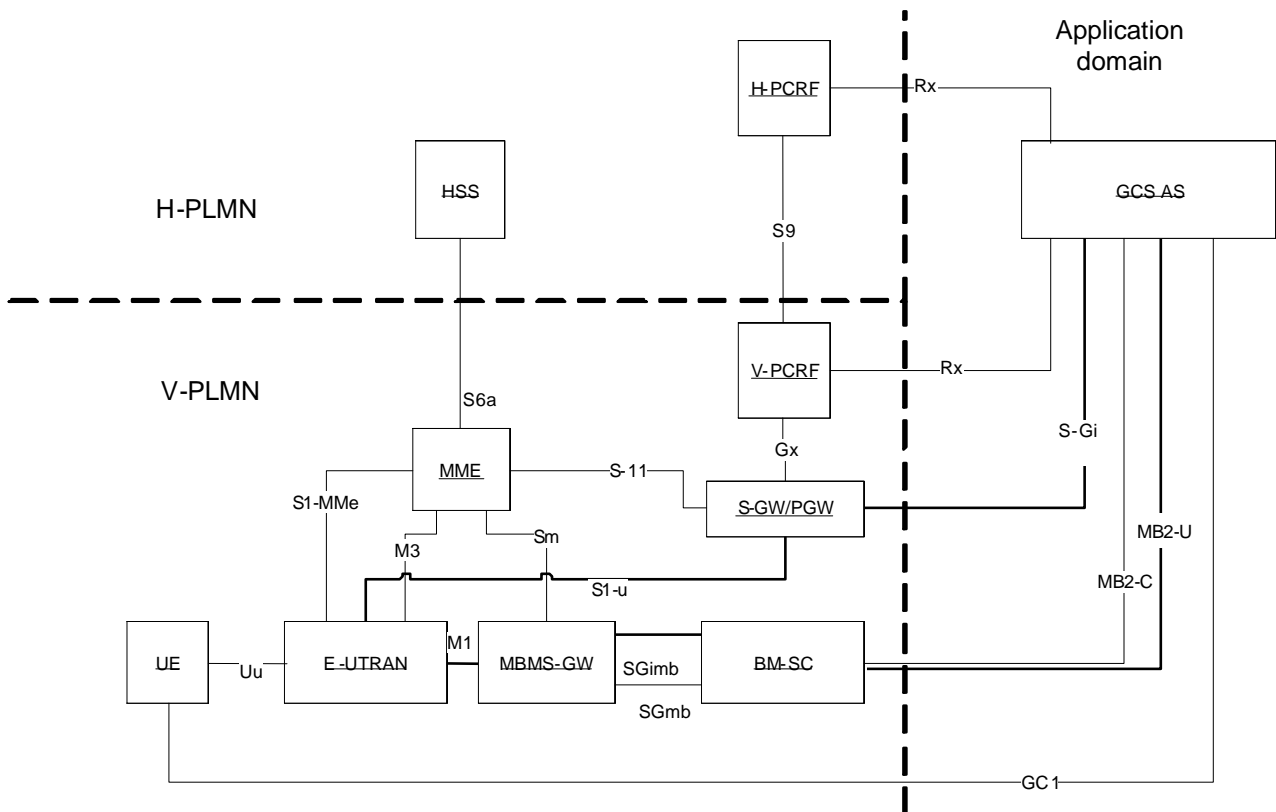 Application
domain
H-PCRF
Rx
HSS
GCS AS
H-PLMN
S9
V-PCRF
Rx
V-PLMN
S6a
S-Gi
Gx
MME
S-11
S-GW/PGW
S1-MMe
MB2-U
Sm
M3
S1-u
MB2-C
M1
UE
E-UTRAN
MBMS-GW
SGimb
BM-SC
Uu
SGmb
GC1